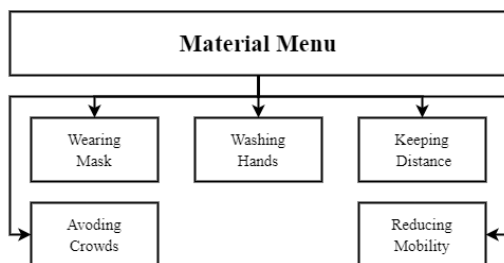 Material Menu
Wearing
Mask
Washing
Hands
Keeping
Distance
Avoding
Crowds
Reducing
Mobility